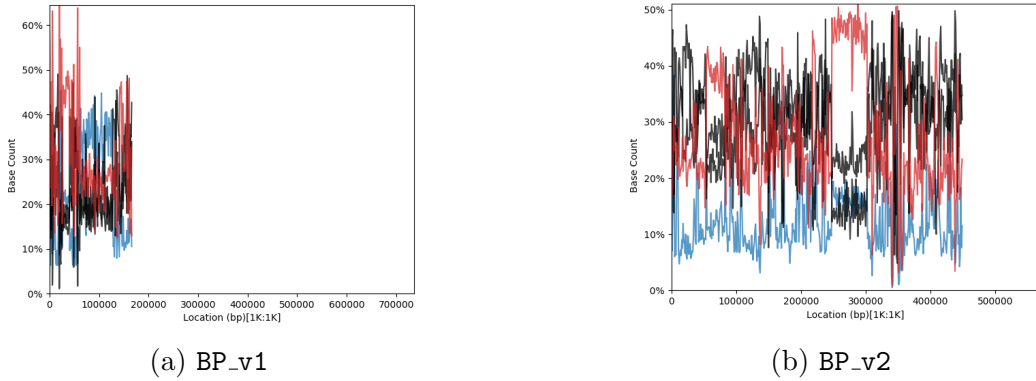 60%
50%
40%
30%
20%
10%
0%
Base Count
0 100000 200000 300000 400000 500000 600000 700000
Location (bp)[1K:1K]
(a) BP_v1
50%
40%
30%
20%
10%
0%
Base Count
0 100000 200000 300000 400000 500000
Location (bp)[1K:1K]
(b) BP_v2